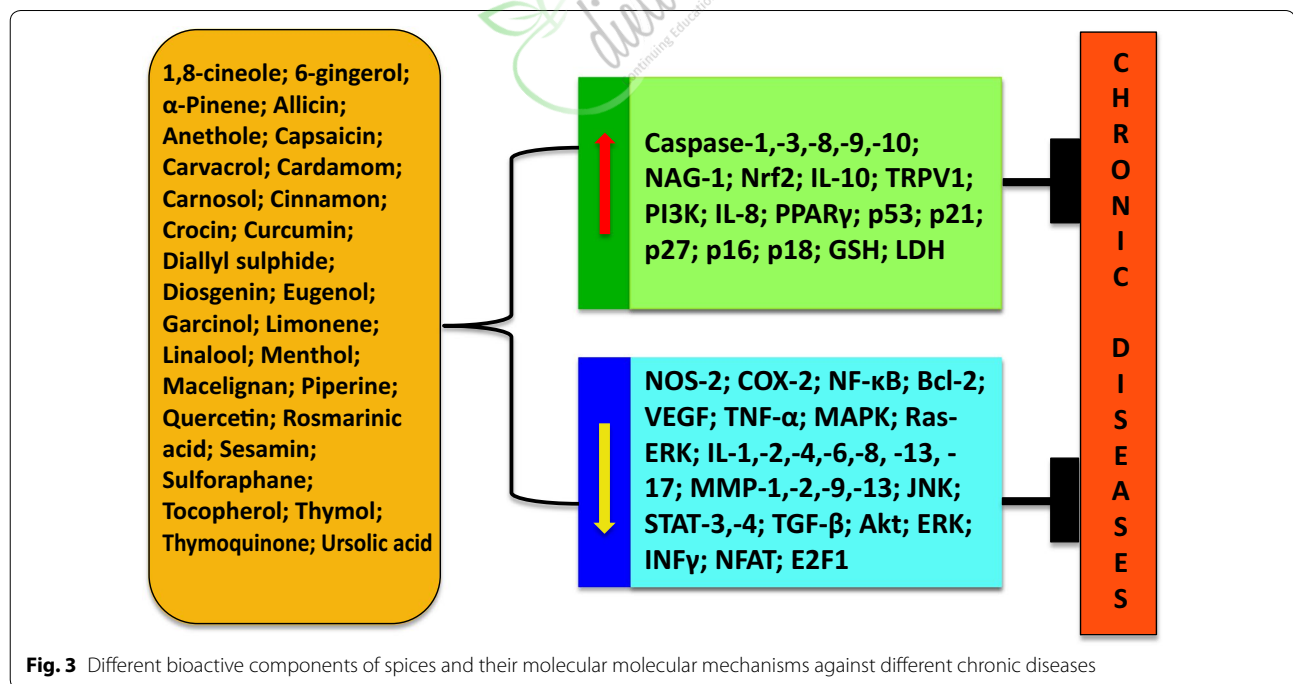 diet
ontinuing Education
1,8-cineole; 6-gingerol;
α-Pinene; Allicin;
Anethole; Capsaicin;
Carvacrol; Cardamom;
Carnosol; Cinnamon;
Crocin; Curcumin;
Diallyl sulphide;
Diosgenin; Eugenol;
Garcinol; Limonene;
Linalool; Menthol;
Macelignan; Piperine;
Quercetin; Rosmarinic
acid; Sesamin;
Sulforaphane;
Tocopherol; Thymol;
Thymoquinone; Ursolic acid
Caspase-1,-3,-8,-9,-10;
NAG-1; Nrf2; IL-10; TRPV1;
PI3K; IL-8; PPARγ; p53; p21;
p27; p16; p18; GSH; LDH
NOS-2; COX-2; NF-κB; Bcl-2;
VEGF; TNF-α; MAPK; Ras-
ERK; IL-1,-2,-4,-6,-8, -13, -
17; MMP-1,-2,-9,-13; JNK;
STAT-3,-4; TGF-β; Akt; ERK;
INFγ; NFAT; E2F1
CHRONIC DISEASES
Fig. 3 Different bioactive components of spices and their molecular molecular mechanisms against different chronic diseases